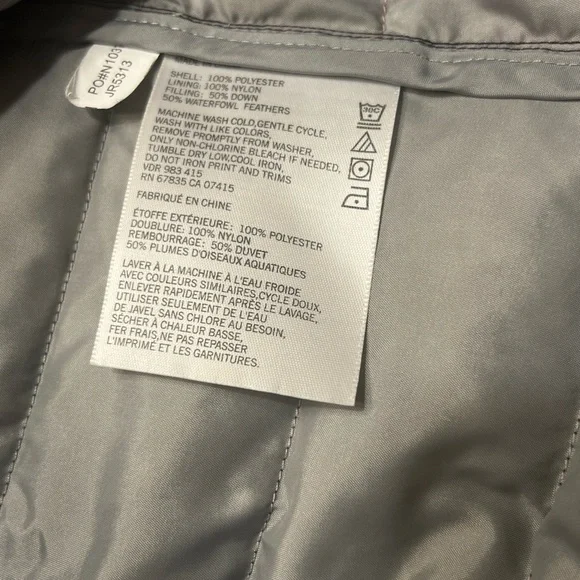 PO#N103
JR5313
SHELL: 100% POLYESTER
LINING: 100% NYLON
FILLING: 50% DOWN
50% WATERFOWL FEATHERS
MACHINE WASH COLD,GENTLE CYCLE,
WASH WITH LIKE COLORS,
REMOVE PROMPTLY FROM WASHER,
ONLY NON-CHLORINE BLEACH IF NEEDED,
TUMBLE DRY LOW,COOL IRON,
DO NOT IRON PRINT AND TRIMS
VDR 983 415
RN 67835 CA 07415
FABRIQUÉ EN CHINE
ÉTOFFE EXTÉRIEURE: 100% POLYESTER
DOUBLURE: 100% NYLON
REMBOURRAGE: 50% DUVET
50% PLUMES D'OISEAUX AQUATIQUES
LAVER À LA MACHINE À L'EAU FROIDE
AVEC COULEURS SIMILAIRES,CYCLE DOUX,
ENLEVER RAPIDEMENT APRÈS LE LAVAGE,
UTILISER SEULEMENT DE L'EAU
DE JAVEL SANS CHLORE AU BESOIN,
SÉCHER À CHALEUR BASSE,
FER FRAIS,NE PAS REPASSER
L'IMPRIMÉ ET LES GARNITURES.
30C